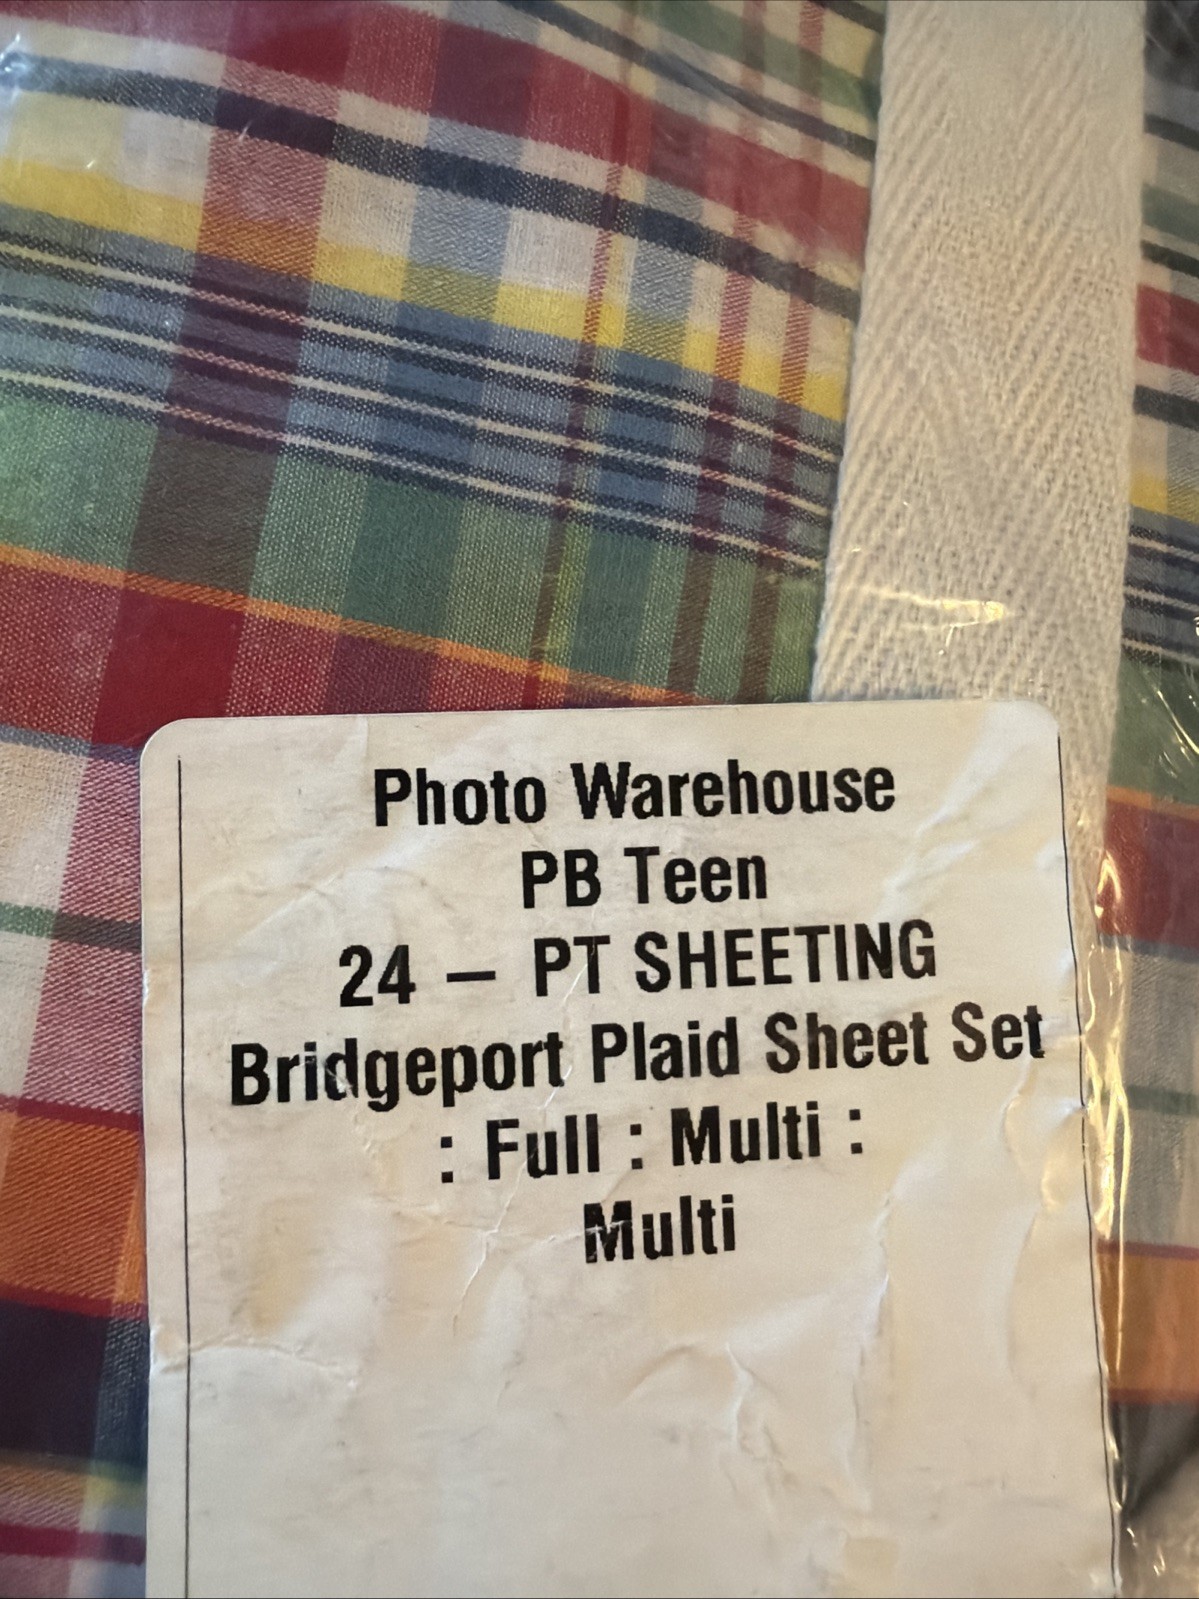 Photo Warehouse
PB Teen
24 – PT SHEETING
Bridgeport Plaid Sheet Set
: Full : Multi :
Multi